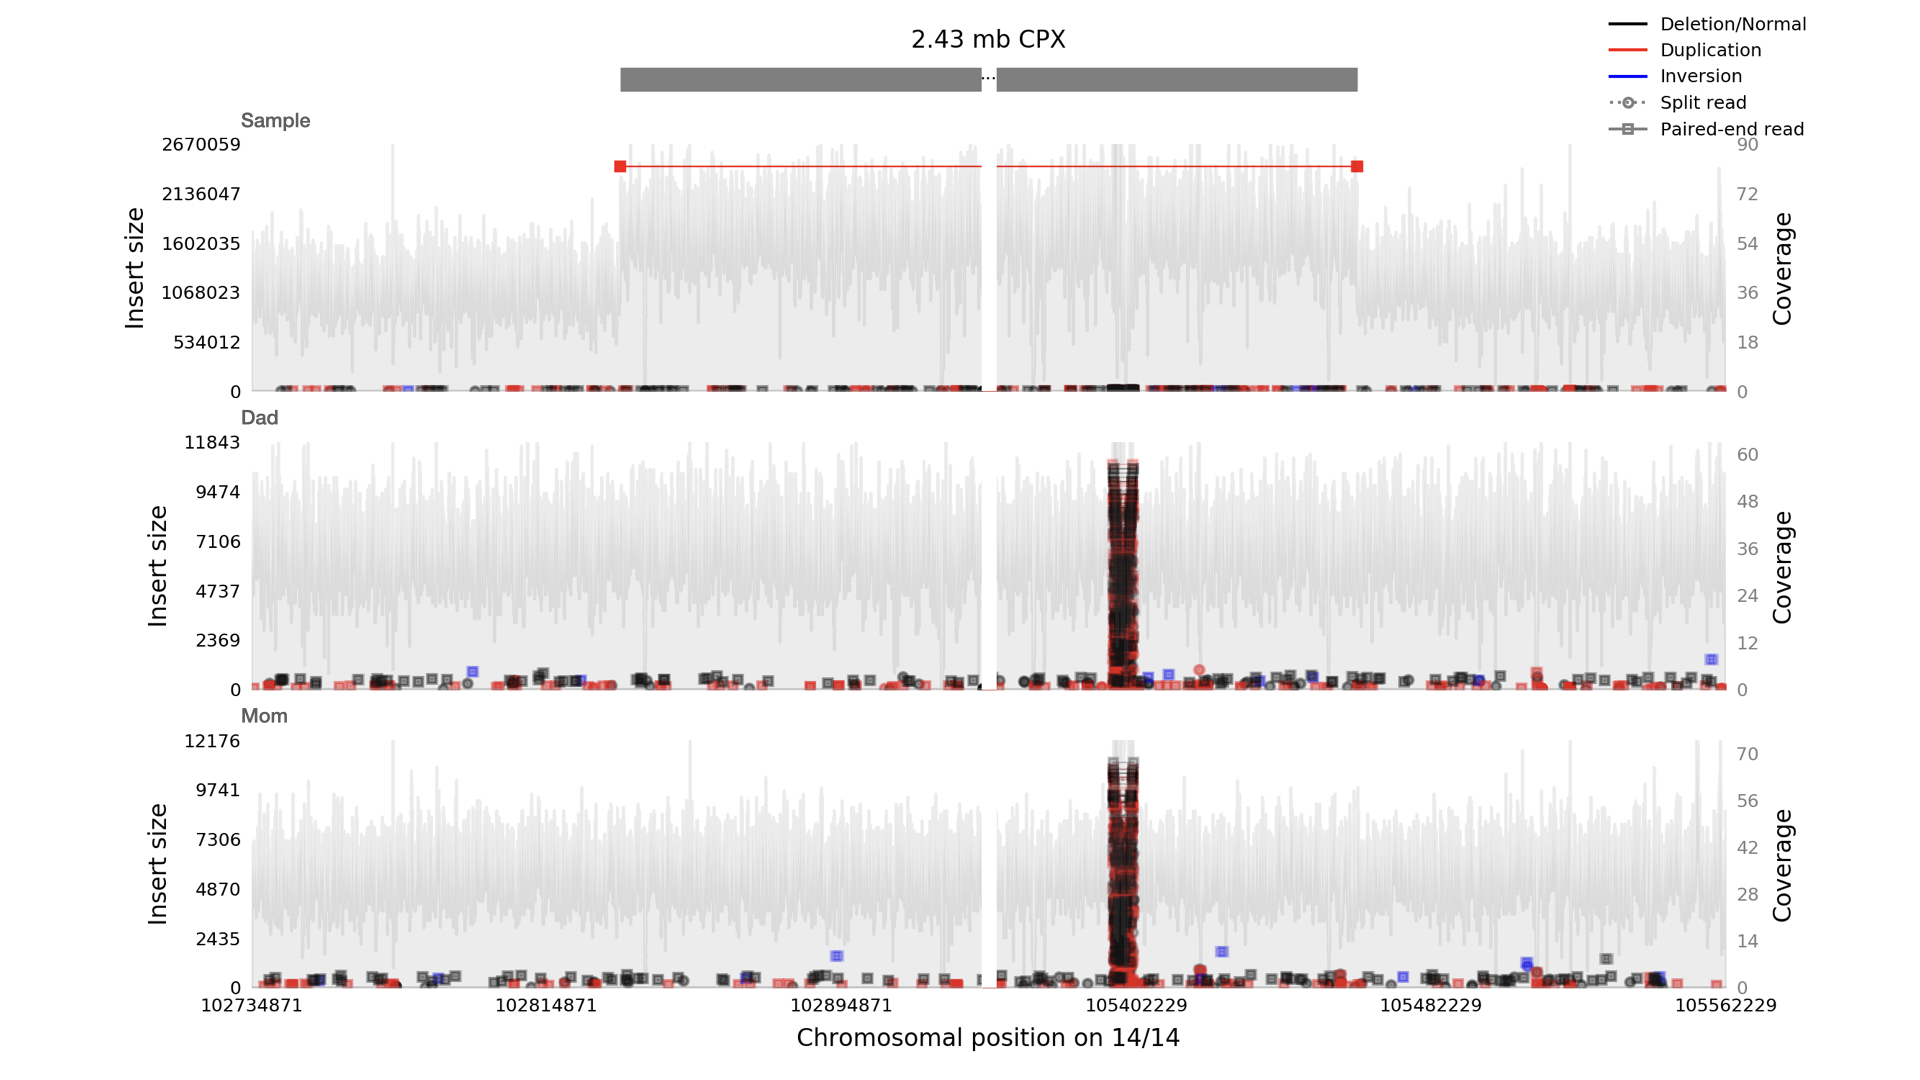 2.43 mb CPX
...
Deletion/Normal
Duplication
Inversion
Split read
Paired-end read
Sample
2670059
2136047
1602035
1068023
534012
0
Insert size
90
72
54
36
18
0
Coverage
Dad
11843
9474
7106
4737
2369
0
Insert size
60
48
36
24
12
0
Coverage
Mom
12176
9741
7306
4870
2435
0
Insert size
70
56
42
28
14
0
Coverage
102734871 102814871 102894871 105402229 105482229 105562229
Chromosomal position on 14/14